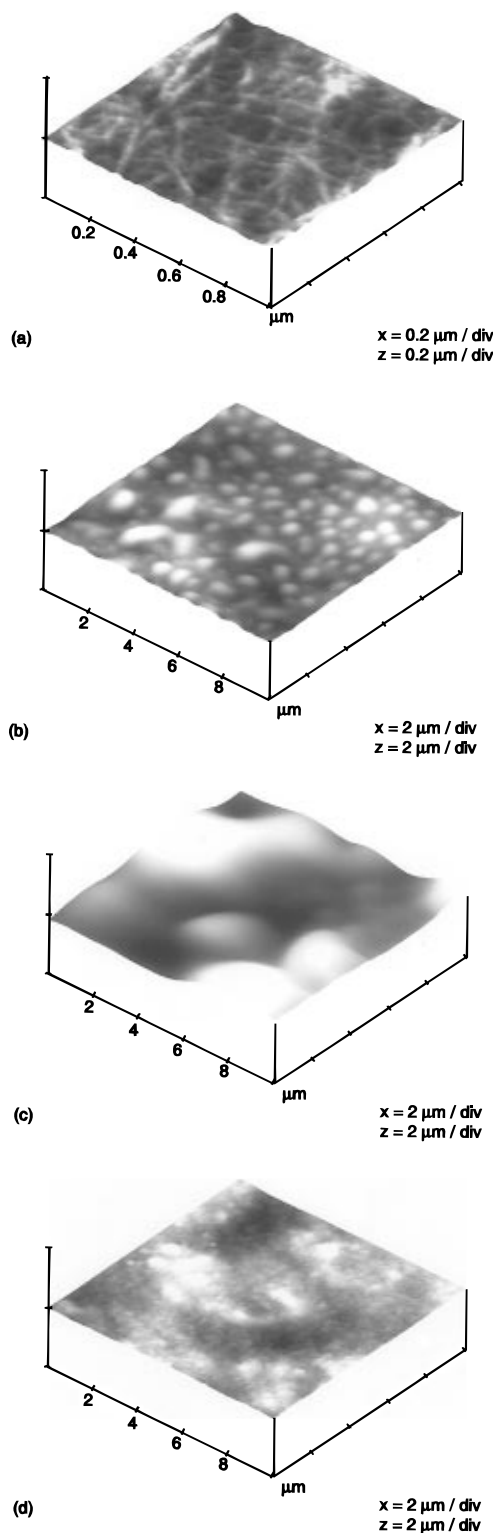 0.2
0.4
0.6
0.8
µm
(a)
x = 0.2 µm / div
z = 0.2 µm / div
2
4
6
8
µm
(b)
x = 2 µm / div
z = 2 µm / div
2
4
6
8
µm
(c)
x = 2 µm / div
z = 2 µm / div
2
4
6
8
µm
(d)
x = 2 µm / div
z = 2 µm / div